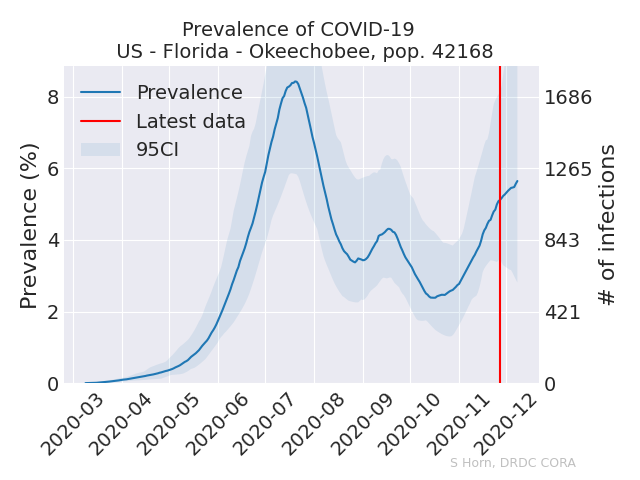 Prevalence of COVID-19
US - Florida - Okeechobee, pop. 42168
Prevalence
Latest data
95CI
Prevalence (%)
8
6
4
2
0
1686
1265
843
421
0
# of infections
2020-03
2020-04
2020-05
2020-06
2020-07
2020-08
2020-09
2020-10
2020-11
2020-12
S Horn, DRDC CORA